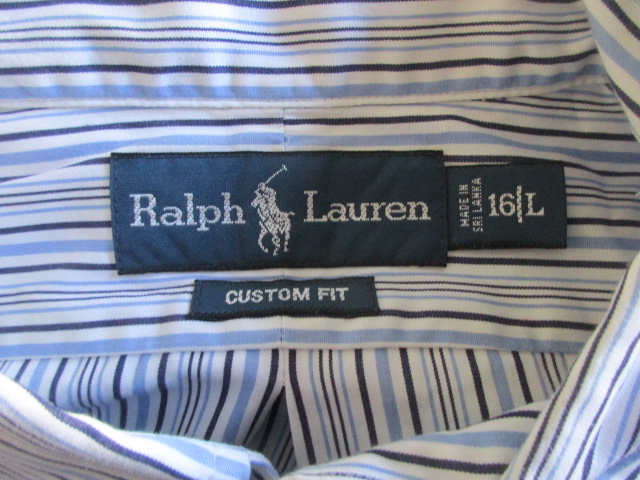 Ralph Lauren
MADE IN
SRI LANKA
16 L
CUSTOM FIT